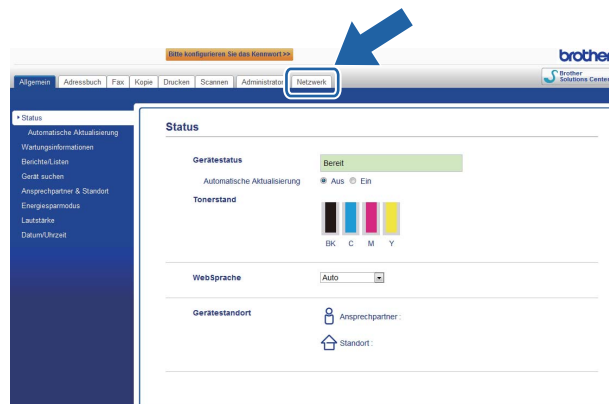 Bitte konfigurieren Sie das Kennwort >>
brother
Allgemein Adressbuch Fax Kopie Drucken Scannen Administrator Netzwerk
Brother
Solutions Center
Status
Automatische Aktualisierung
Wartungsinformationen
Berichte/Listen
Gerät suchen
Ansprechpartner & Standort
Energiesparmodus
Lautstärke
Datum/Uhrzeit
Status
Gerätestatus Bereit
Automatische Aktualisierung Aus Ein
Tonerstand
BK C M Y
WebSprache Auto
Gerätestandort Ansprechpartner :
Standort :